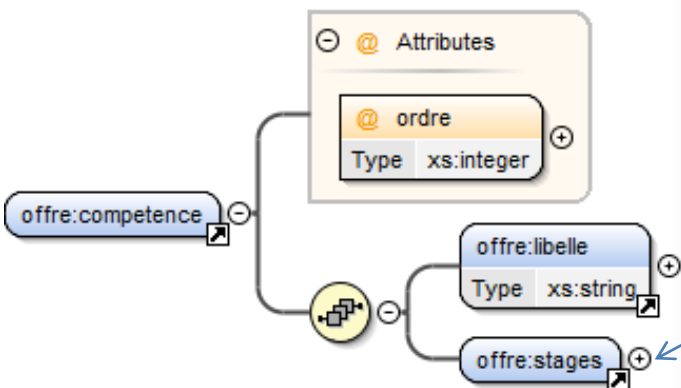 @ Attributes
@ ordre
Type xs:integer
offre:competence
offre:libelle
Type xs:string
offre:stages